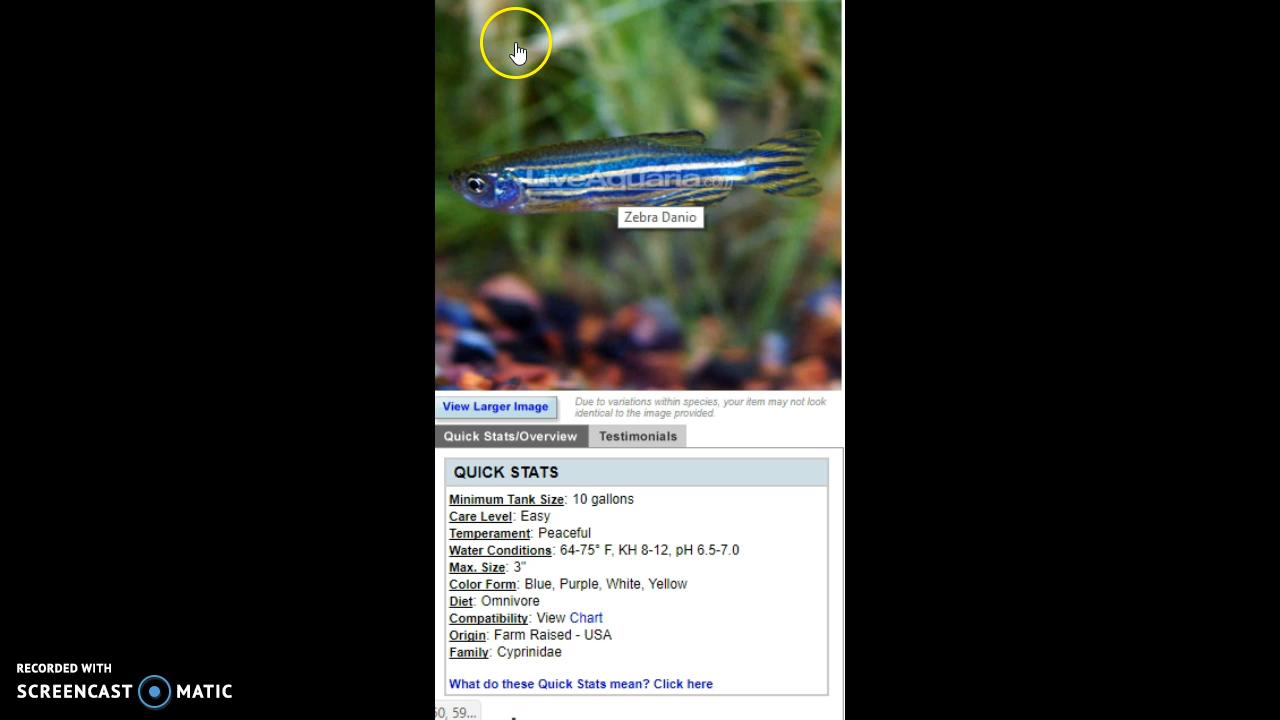 LiveAquaria.com
Zebra Danio
View Larger Image
Due to variations within species, your item may not look
identical to the image provided.
Quick Stats/Overview
Testimonials
QUICK STATS
Minimum Tank Size: 10 gallons
Care Level: Easy
Temperament: Peaceful
Water Conditions: 64-75° F, KH 8-12, pH 6.5-7.0
Max. Size: 3"
Color Form: Blue, Purple, White, Yellow
Diet: Omnivore
Compatibility: View Chart
Origin: Farm Raised - USA
Family: Cyprinidae
What do these Quick Stats mean? Click here
RECORDED WITH
SCREENCAST MATIC
59...